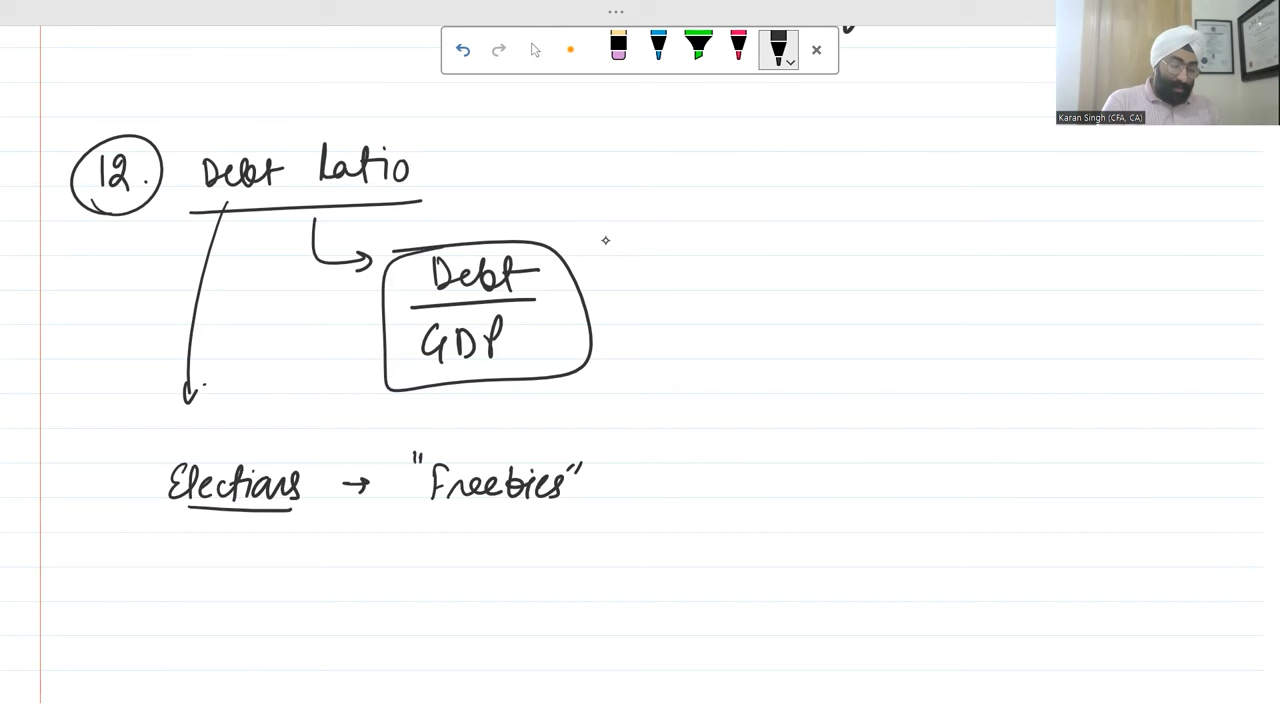 Karan Singh (CFA, CA)
12. Debt Ratio
Debt
GDP
Elections → "Freebies"